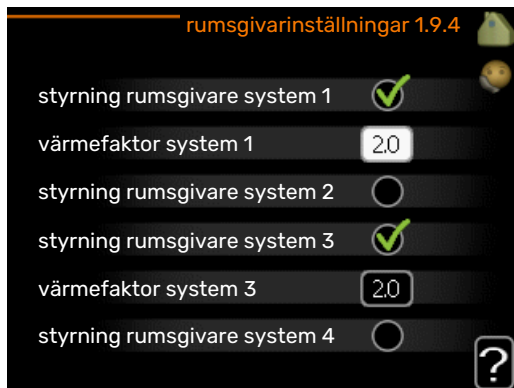 rumsgivarinställningar 1.9.4
styrning rumsgivare system 1
värmefaktor system 1 2.0
styrning rumsgivare system 2
styrning rumsgivare system 3
värmefaktor system 3 2.0
styrning rumsgivare system 4
?